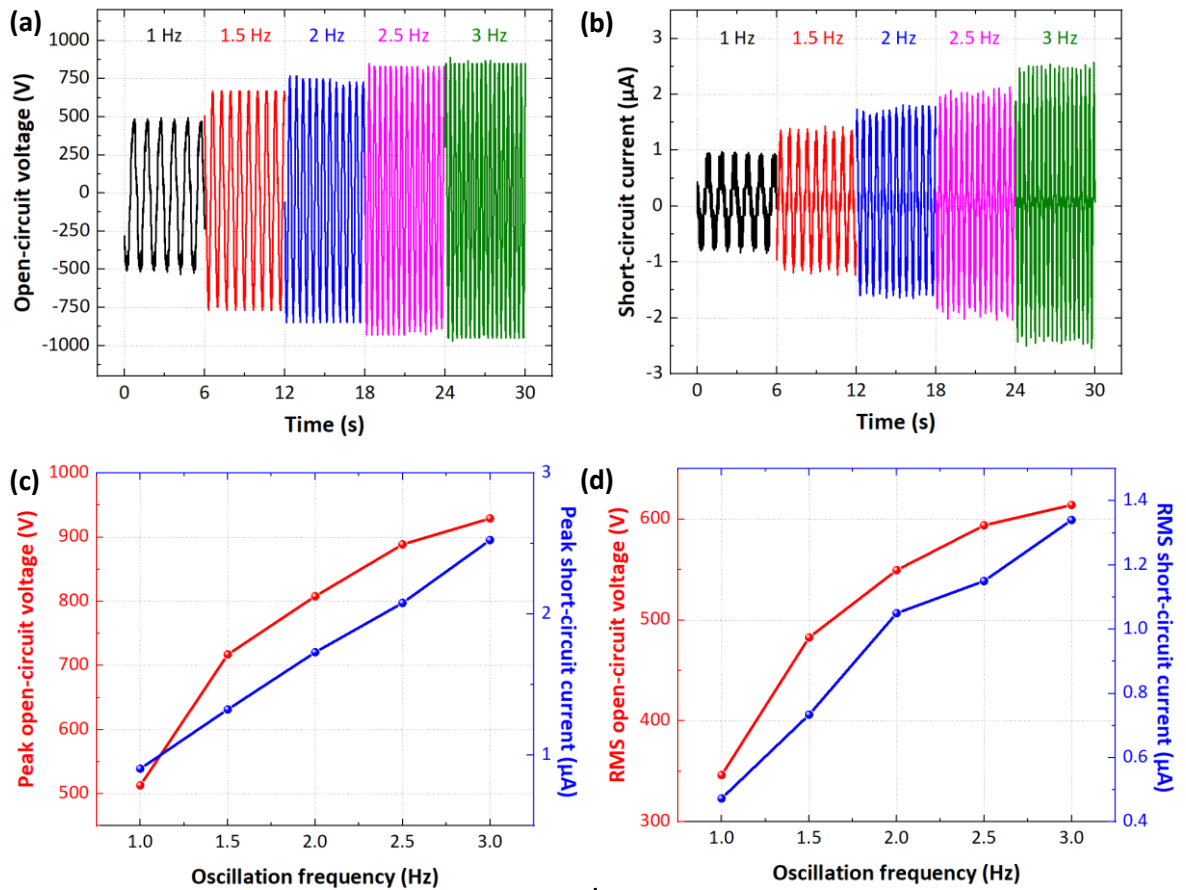 (a)
1 Hz 1.5 Hz 2 Hz 2.5 Hz 3 Hz
Open-circuit voltage (V)
1000
750
500
250
0
-250
-500
-750
-1000
0 6 12 18 24 30
Time (s)
(b)
1 Hz 1.5 Hz 2 Hz 2.5 Hz 3 Hz
Short-circuit current (µA)
3
2
1
0
-1
-2
-3
0 6 12 18 24 30
Time (s)
(c)
Peak open-circuit voltage (V)
1000
900
800
700
600
500
3
2
1
Peak short-circuit current (µA)
1.0 1.5 2.0 2.5 3.0
Oscillation frequency (Hz)
(d)
RMS open-circuit voltage (V)
600
500
400
300
1.4
1.2
1.0
0.8
0.6
0.4
RMS short-circuit current (µA)
1.0 1.5 2.0 2.5 3.0
Oscillation frequency (Hz)